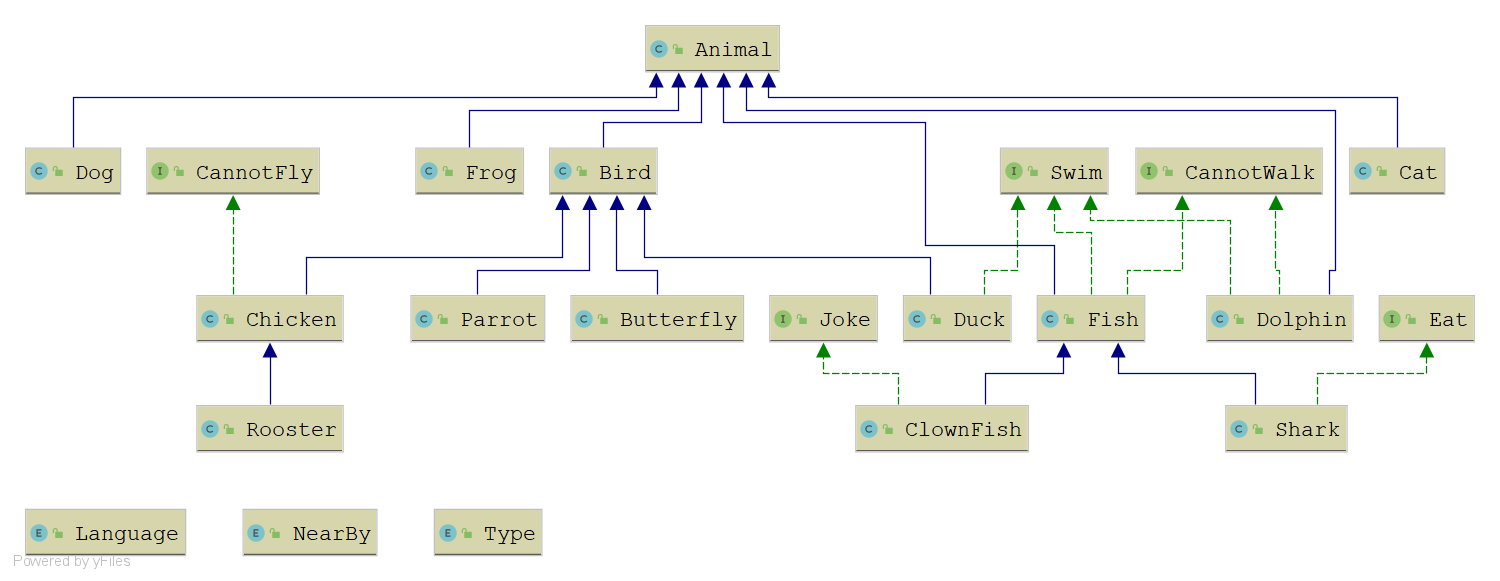 C Animal
C Dog
I CannotFly
C Frog
C Bird
I Swim
I CannotWalk
C Cat
C Chicken
C Parrot
C Butterfly
I Joke
C Duck
C Fish
C Dolphin
I Eat
C Rooster
C ClownFish
C Shark
E Language
E NearBy
E Type
Powered by yFiles